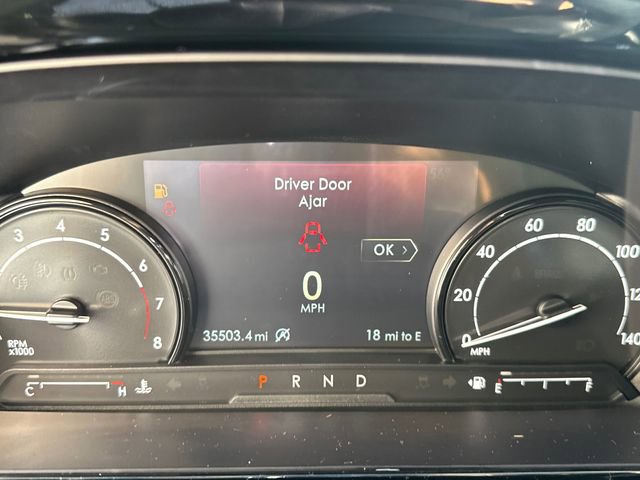 Driver Door
Ajar
OK >
0
MPH
35503.4 mi
18 mi to E
3 4 5 6 7 8
RPM
x1000
0 20 40 60 80 100 140
MPH
C H
P R N D
E F